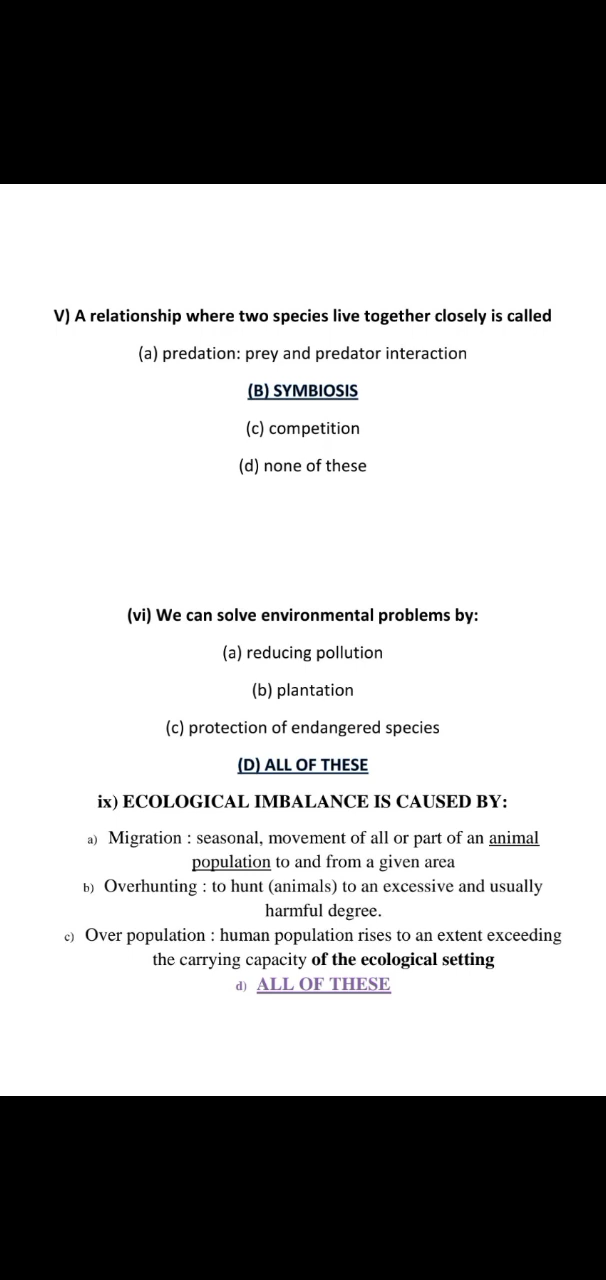 V) A relationship where two species live together closely is called
(a) predation: prey and predator interaction
(B) SYMBIOSIS
(c) competition
(d) none of these
(vi) We can solve environmental problems by:
(a) reducing pollution
(b) plantation
(c) protection of endangered species
(D) ALL OF THESE
ix) ECOLOGICAL IMBALANCE IS CAUSED BY:
a) Migration : seasonal, movement of all or part of an animal
population to and from a given area
b) Overhunting : to hunt (animals) to an excessive and usually
harmful degree.
c) Over population : human population rises to an extent exceeding
the carrying capacity of the ecological setting
d) ALL OF THESE